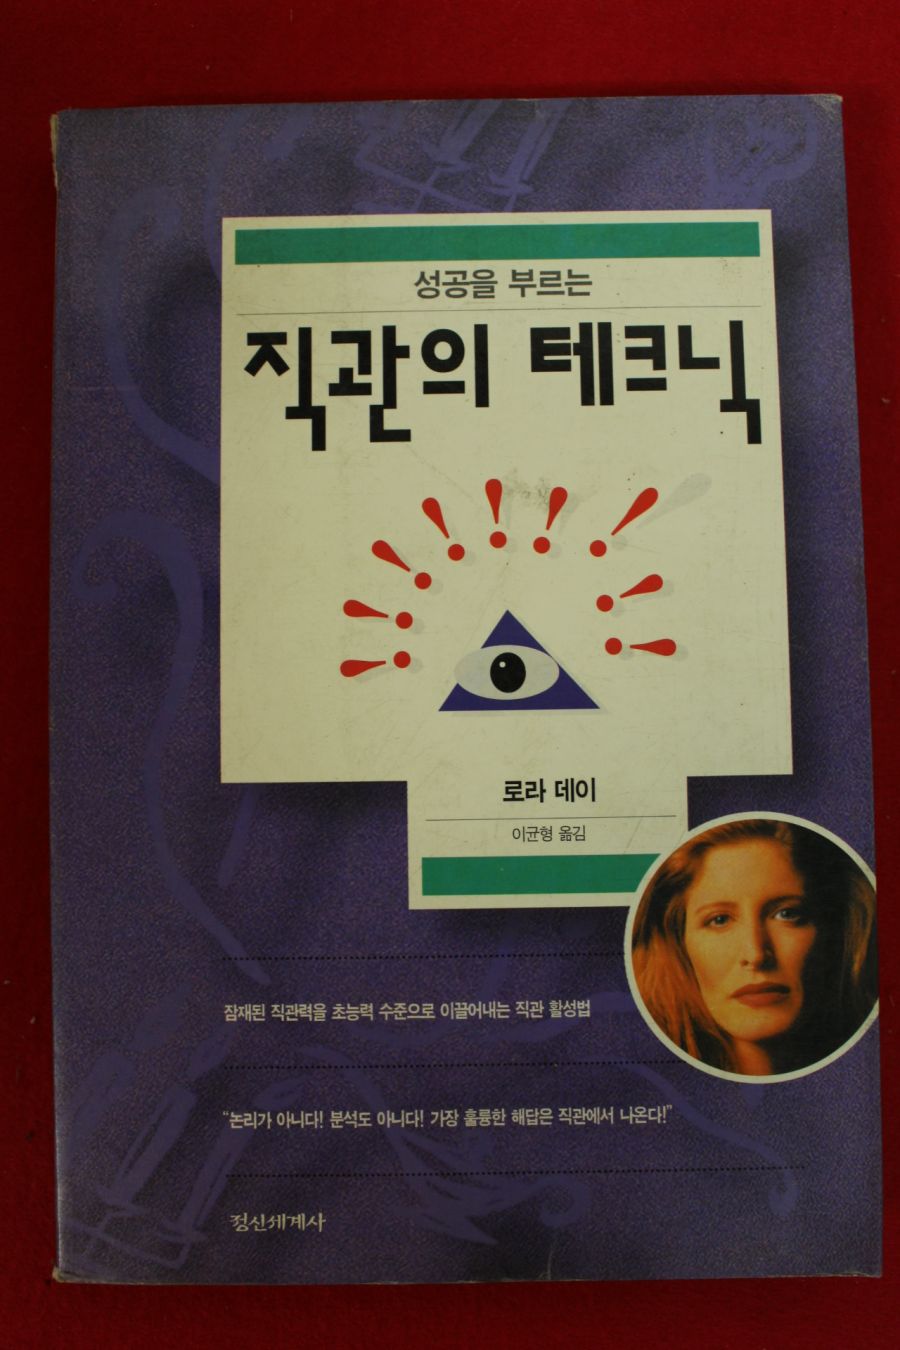 성공을 부르는
직관의 테크닉
로라 데이
이균형 옮김
잠재된 직관력을 초능력 수준으로 이끌어내는 직관 활성법
“논리가 아니다! 분석도 아니다! 가장 훌륭한 해답은 직관에서 나온다!”
정신세계사